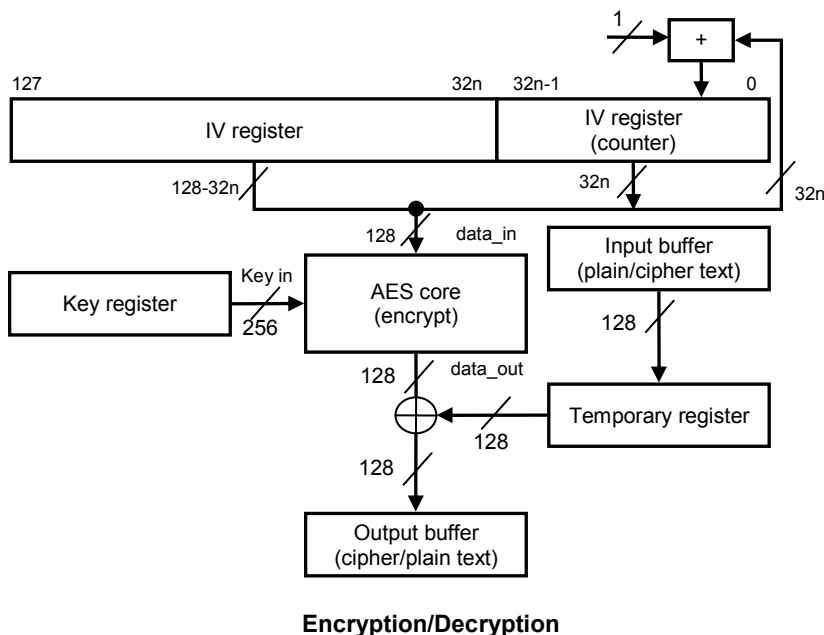 1
+
127
32n
32n-1
0
IV register
IV register
(counter)
128-32n
32n
32n
128
data_in
Input buffer
(plain/cipher text)
Key in
Key register
256
AES core
(encrypt)
128
128
data_out
Temporary register
128
128
Output buffer
(cipher/plain text)
Encryption/Decryption